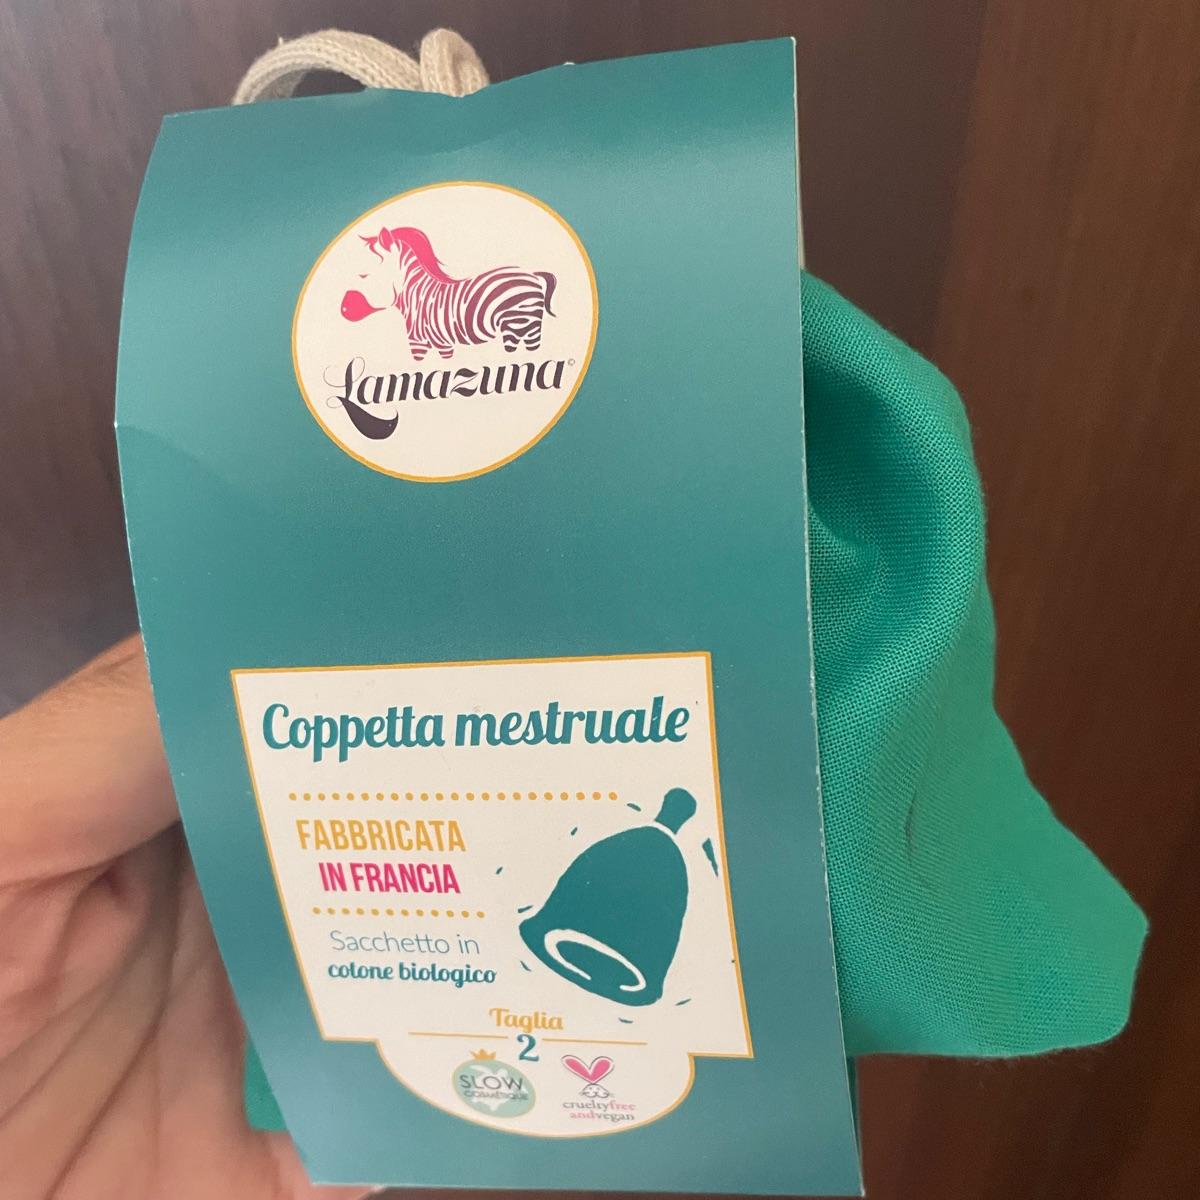 Lamazuna©
Coppetta mestruale
FABBRICATA
IN FRANCIA
Sacchetto in
cotone biologico
Taglia
2
SLOW
COSMÉTIQUE
crueltyfree
andvegan